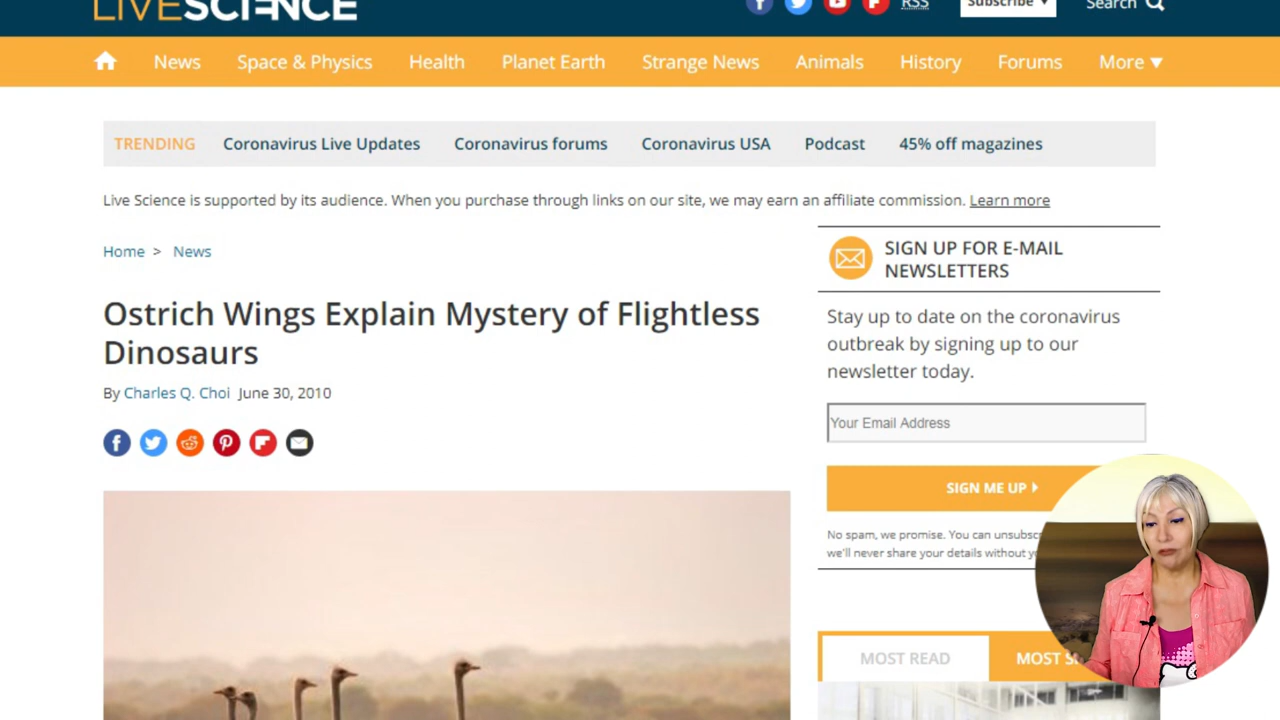 LIVESCIENCE
RSS
Subscribe ▼
Search
News
Space & Physics
Health
Planet Earth
Strange News
Animals
History
Forums
More ▼
TRENDING
Coronavirus Live Updates
Coronavirus forums
Coronavirus USA
Podcast
45% off magazines
Live Science is supported by its audience. When you purchase through links on our site, we may earn an affiliate commission. Learn more
Home > News
Ostrich Wings Explain Mystery of Flightless
Dinosaurs
By Charles Q. Choi June 30, 2010
SIGN UP FOR E-MAIL
NEWSLETTERS
Stay up to date on the coronavirus
outbreak by signing up to our
newsletter today.
Your Email Address
SIGN ME UP
No spam, we promise. You can
we'll never share your details without
MOST READ
MOST